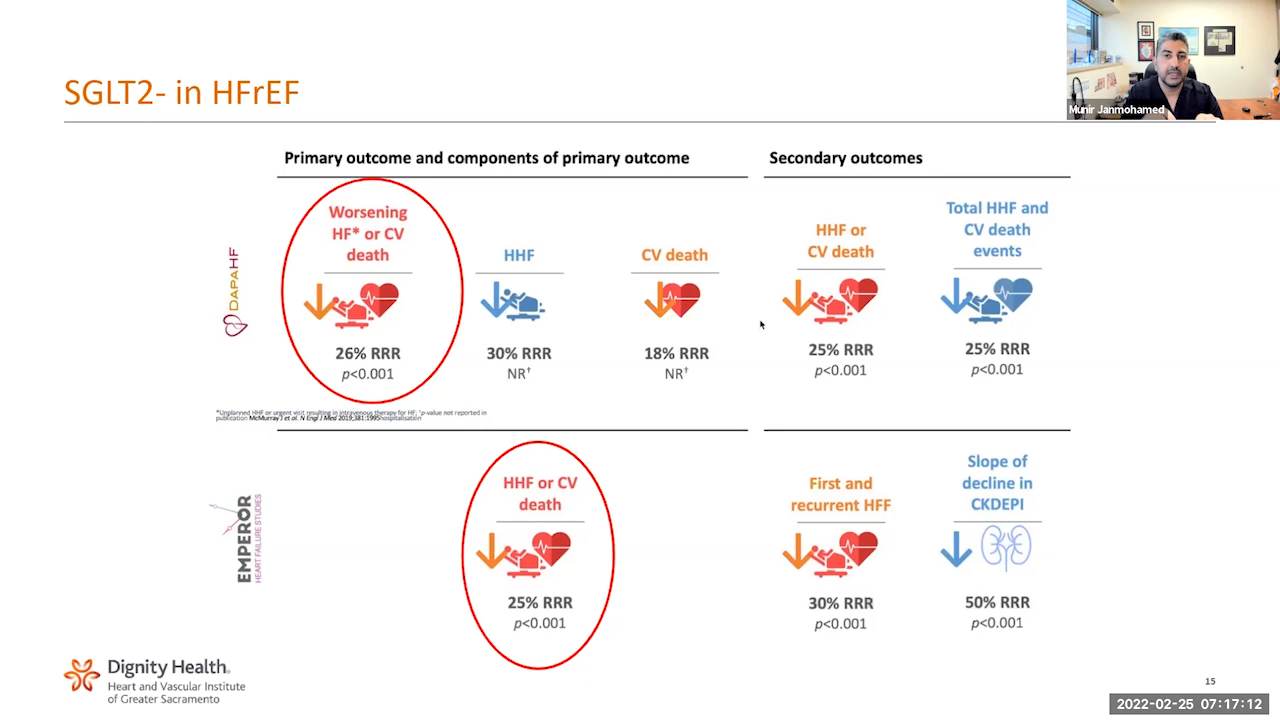 SGLT2- in HFrEF
Munir Janmohamed
Primary outcome and components of primary outcome
Secondary outcomes
DAPAHF
Worsening
HF* or CV
death
26% RRR
p<0.001
HHF
30% RRR
NR†
CV death
18% RRR
NR†
HHF or
CV death
25% RRR
p<0.001
Total HHF and
CV death
events
25% RRR
p<0.001
*Unplanned HHF or urgent visit resulting in intravenous therapy for HF; †p-value not reported in
publication McMurray J et al. N Engl J Med 2019;381:1995hospitalisation
EMPEROR
HEART FAILURE STUDIES
HHF or CV
death
25% RRR
p<0.001
First and
recurrent HFF
30% RRR
p<0.001
Slope of
decline in
CKDEPI
50% RRR
p<0.001
Dignity Health.
Heart and Vascular Institute
of Greater Sacramento
15
2022-02-25 07:17:12